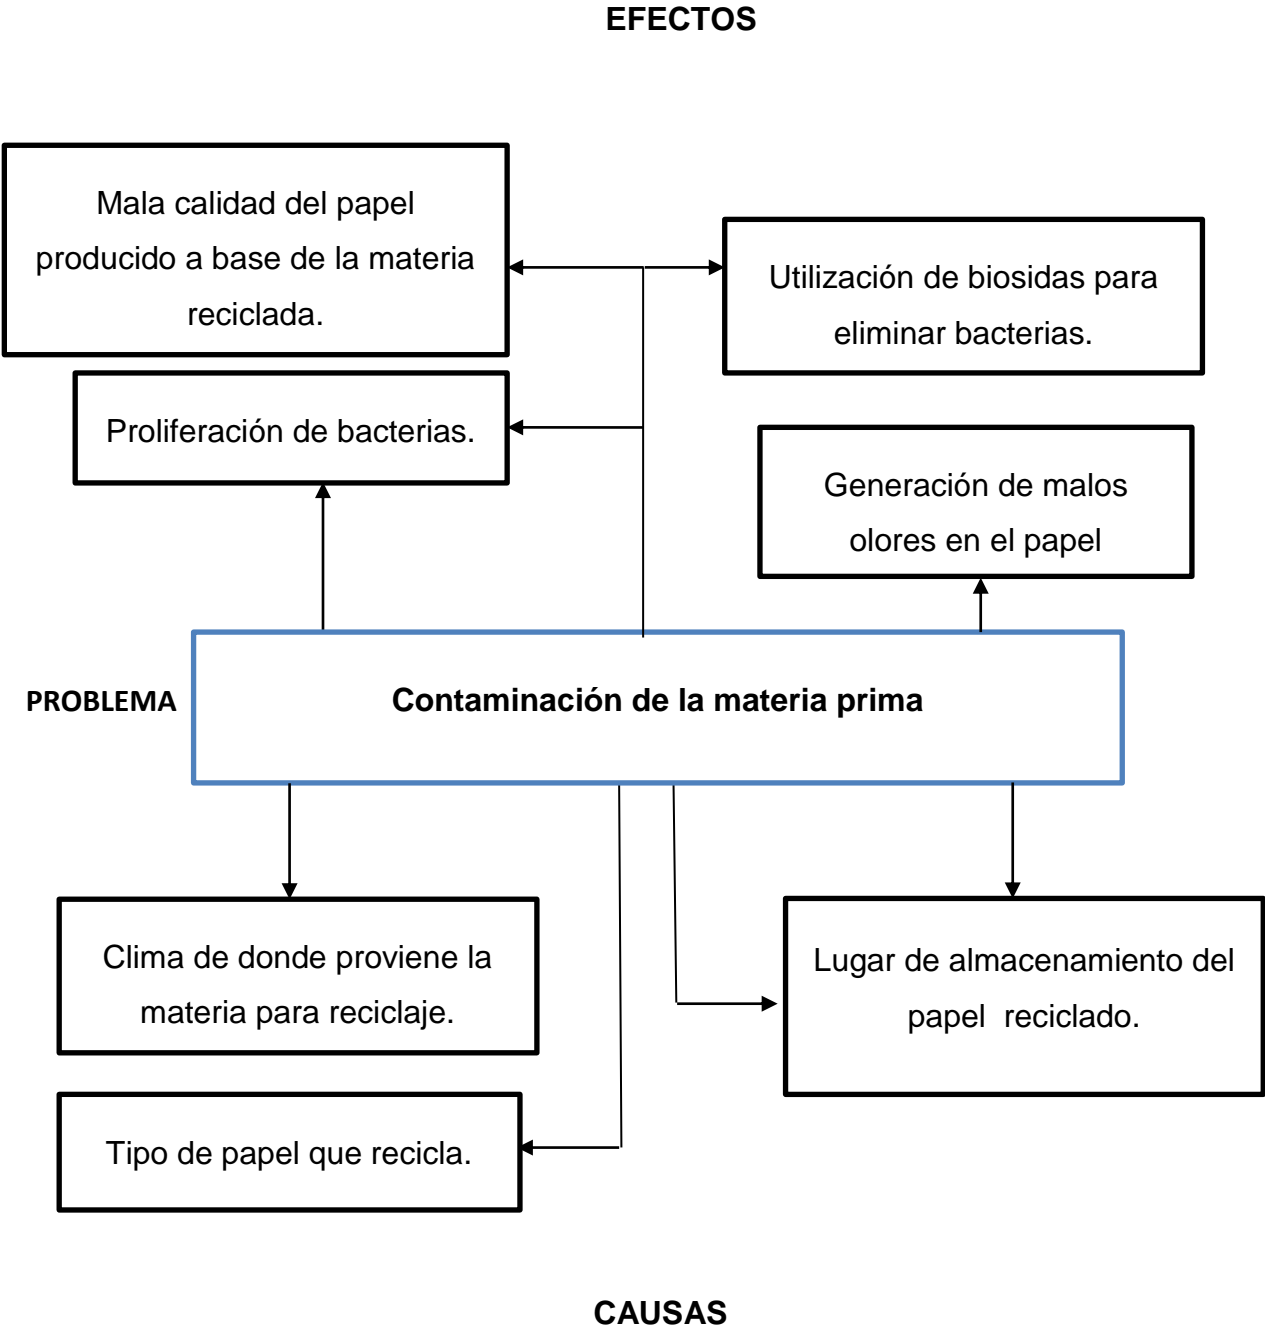 EFECTOS
Mala calidad del papel
producido a base de la materia
reciclada.
Utilización de biosidas para
eliminar bacterias.
Proliferación de bacterias.
Generación de malos
olores en el papel
PROBLEMA
Contaminación de la materia prima
Clima de donde proviene la
materia para reciclaje.
Lugar de almacenamiento del
papel  reciclado.
Tipo de papel que recicla.
CAUSAS